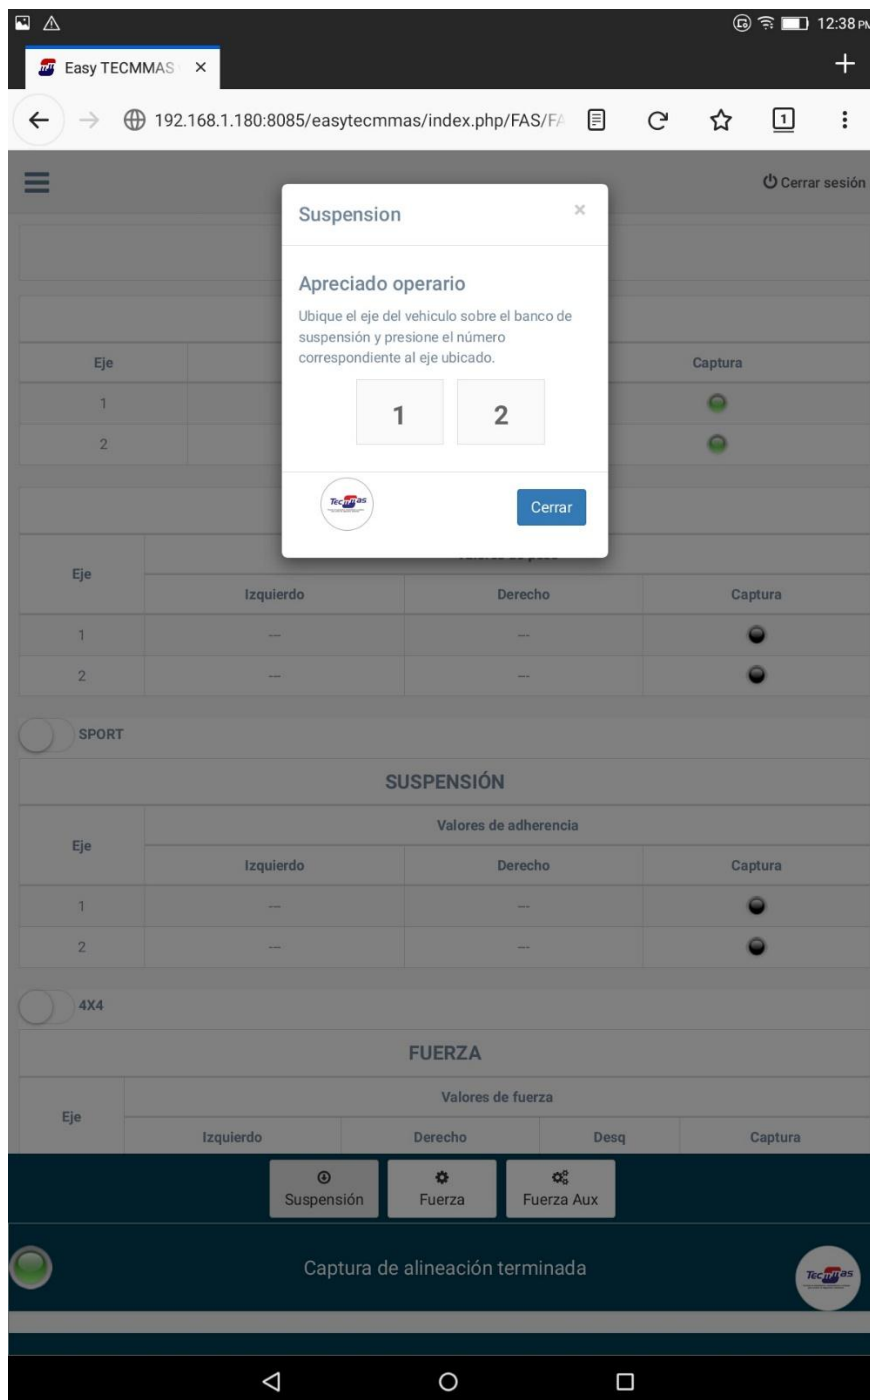 12:38 PM
Easy TECMMAS
192.168.1.180:8085/easytecmmas/index.php/FAS/FA
1
Cerrar sesión
Suspension
×
Apreciado operario
Ubique el eje del vehiculo sobre el banco de
suspensión y presione el número
correspondiente al eje ubicado.
1 2
Tecmmas
Cerrar
Eje Captura
1
2
Eje
Izquierdo Derecho Captura
1 --- ---
2 --- ---
SPORT
SUSPENSIÓN
Eje Valores de adherencia
Izquierdo Derecho Captura
1 --- ---
2 --- ---
4X4
FUERZA
Eje Valores de fuerza
Izquierdo Derecho Desq Captura
Suspensión Fuerza Fuerza Aux
Captura de alineación terminada
Tecmmas